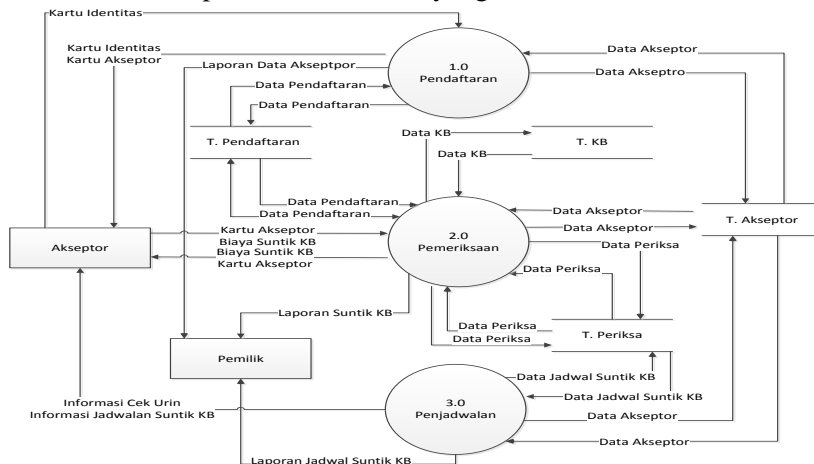 Kartu Identitas
Kartu Identitas
Kartu Akseptor
Laporan Data Akseptpor
1.0
Pendaftaran
Data Akseptor
Data Akseptro
Data Pendaftaran
Data Pendaftaran
T. Pendaftaran
Data KB
T. KB
Data KB
Data Pendaftaran
Data Pendaftaran
Akseptor
Kartu Akseptor
Biaya Suntik KB
Biaya Suntik KB
Kartu Akseptor
2.0
Pemeriksaan
Data Akseptor
Data Akseptor
T. Akseptor
Data Periksa
Data Periksa
Laporan Suntik KB
Data Periksa
Data Periksa
T. Periksa
Pemilik
Data Jadwal Suntik KB
Data Jadwal Suntik KB
3.0
Penjadwalan
Informasi Cek Urin
Informasi Jadwalan Suntik KB
Data Akseptor
Data Akseptor
Laporan Jadwal Suntik KB